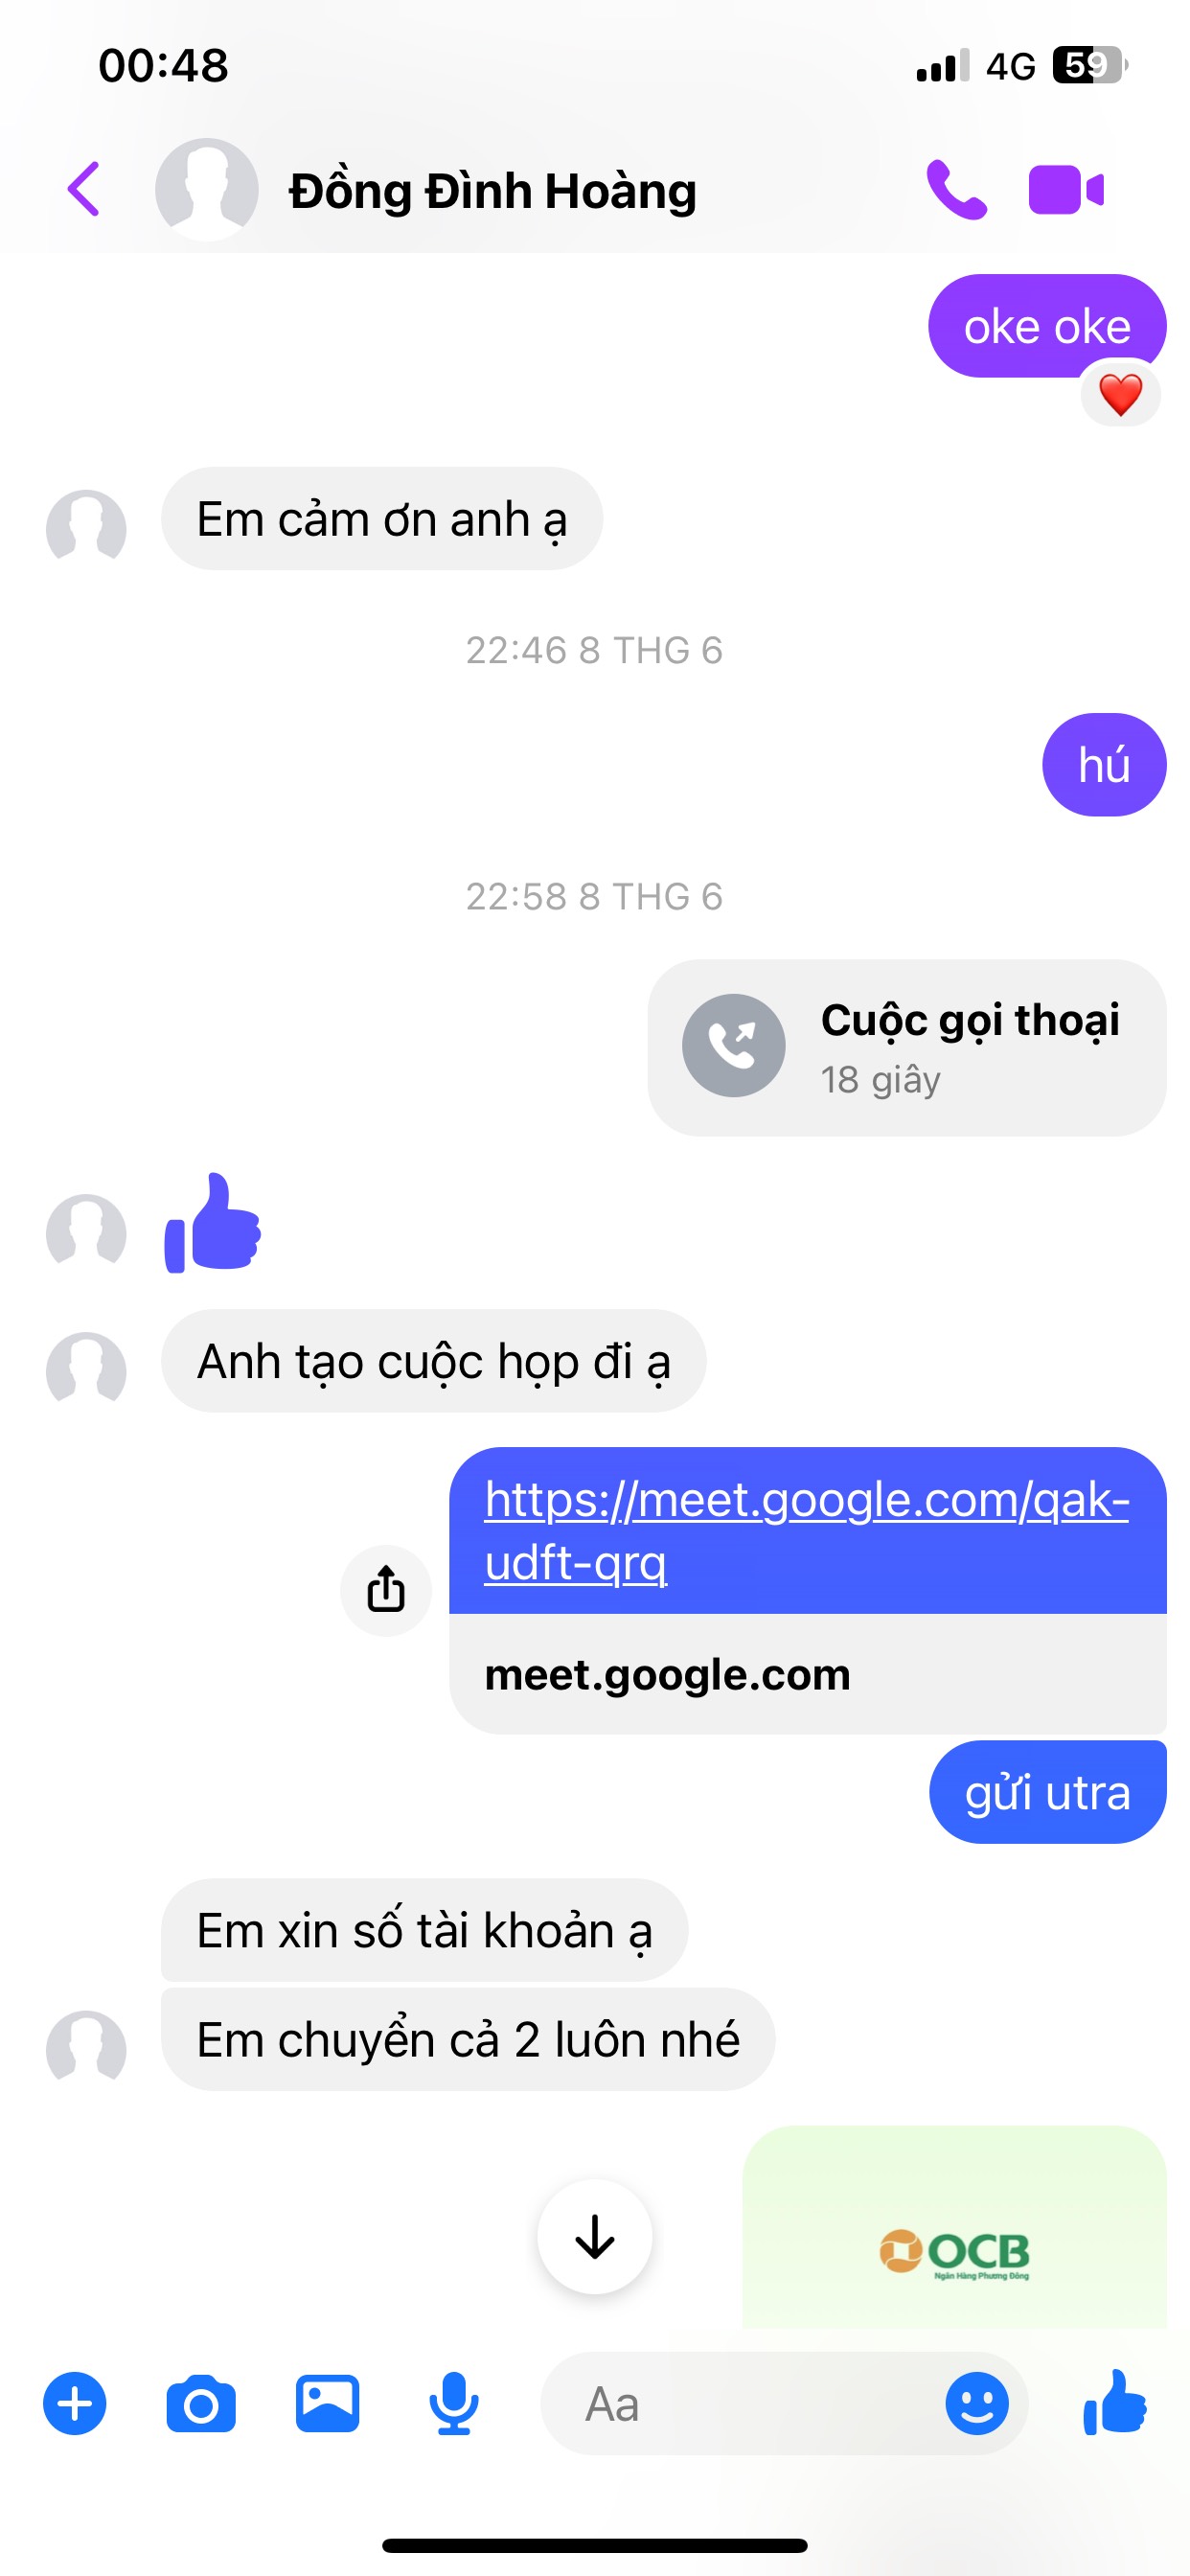 00:48
4G 59
Đồng Đình Hoàng
oke oke
Em cảm ơn anh ạ
22:46 8 THG 6
hú
22:58 8 THG 6
Cuộc gọi thoại
18 giây
Anh tạo cuộc họp đi ạ
https://meet.google.com/qak-
udft-qrq
meet.google.com
gửi utra
Em xin số tài khoản ạ
Em chuyển cả 2 luôn nhé
OCB
Ngân Hàng Phương Đông
Aa